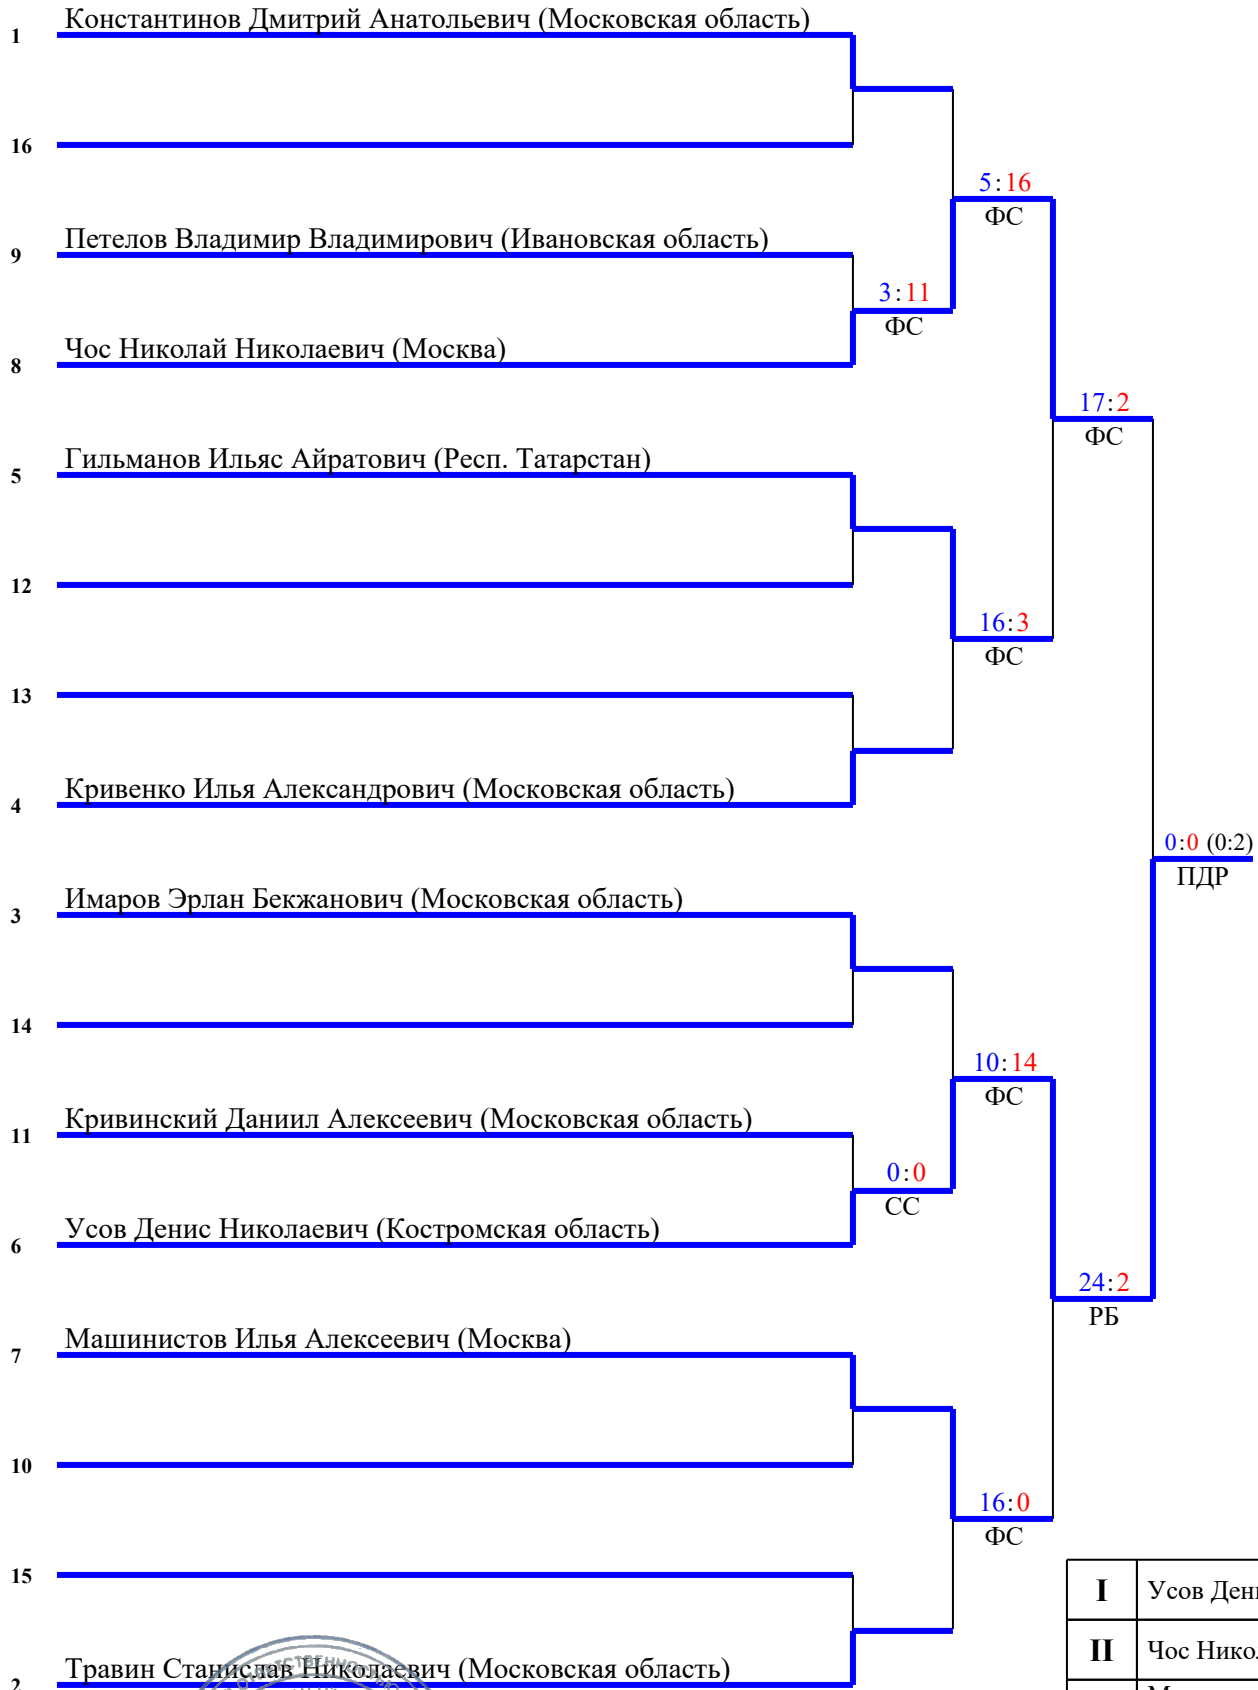 Константинов Дмитрий Анатольевич (Московская область)
1
16
5:16
ФС
Петелов Владимир Владимирович (Ивановская область)
9
3:11
ФС
Чос Николай Николаевич (Москва)
8
17:2
ФС
Гильманов Ильяс Айратович (Респ. Татарстан)
5
12
16:3
ФС
13
Кривенко Илья Александрович (Московская область)
4
0:0 (0:2)
ПДР
Имаров Эрлан Бекжанович (Московская область)
3
14
10:14
ФС
Кривинский Даниил Алексеевич (Московская область)
11
0:0
СС
Усов Денис Николаевич (Костромская область)
6
24:2
РБ
Машинистов Илья Алексеевич (Москва)
7
10
16:0
ФС
15
I Усов
II Чос
Травин Станислав Николаевич (Московская область)
2